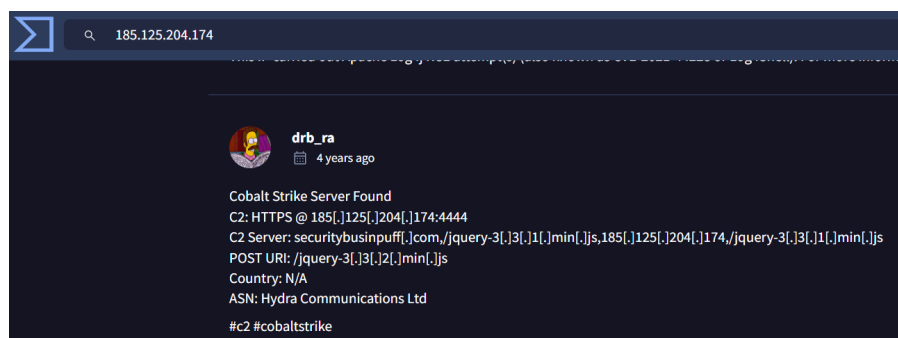 185.125.204.174
drb_ra
4 years ago
Cobalt Strike Server Found
C2: HTTPS @ 185[.]125[.]204[.]174:4444
C2 Server: securitybusinpuff[.]com,/jquery-3[.]3[.]1[.]min[.]js,185[.]125[.]204[.]174,/jquery-3[.]3[.]1[.]min[.]js
POST URI: /jquery-3[.]3[.]2[.]min[.]js
Country: N/A
ASN: Hydra Communications Ltd
#c2 #cobaltstrike